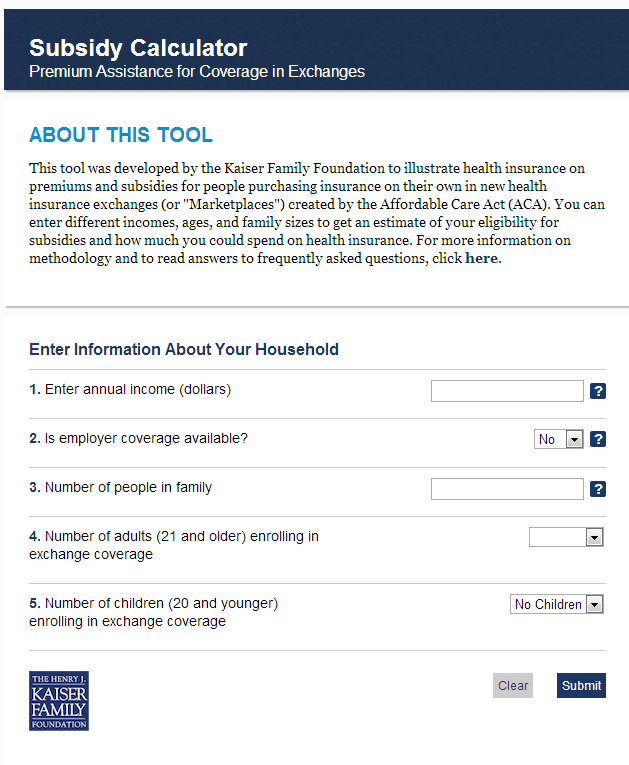 Subsidy Calculator
Premium Assistance for Coverage in Exchanges
ABOUT THIS TOOL
This tool was developed by the Kaiser Family Foundation to illustrate health insurance on
premiums and subsidies for people purchasing insurance on their own in new health
insurance exchanges (or "Marketplaces") created by the Affordable Care Act (ACA). You can
enter different incomes, ages, and family sizes to get an estimate of your eligibility for
subsidies and how much you could spend on health insurance. For more information on
methodology and to read answers to frequently asked questions, click here.
Enter Information About Your Household
1. Enter annual income (dollars) ?
2. Is employer coverage available? No ?
3. Number of people in family ?
4. Number of adults (21 and older) enrolling in
exchange coverage
5. Number of children (20 and younger) No Children
enrolling in exchange coverage
THE HENRY J.
KAISER
FAMILY
FOUNDATION
Clear Submit